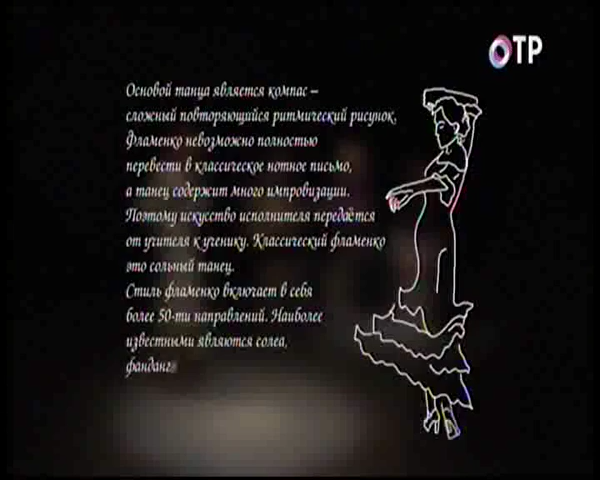 ОТР
Основой танца является компас –
сложный повторяющийся ритмический рисунок.
Фламенко невозможно полностью
перевести в классическое нотное письмо,
а танец содержит много импровизации.
Поэтому искусство исполнителя передаётся
от учителя к ученику. Классический фламенко
это сольный танец.
Стиль фламенко включает в себя
более 50-ти направлений. Наиболее
известными являются солеа,
фанданг